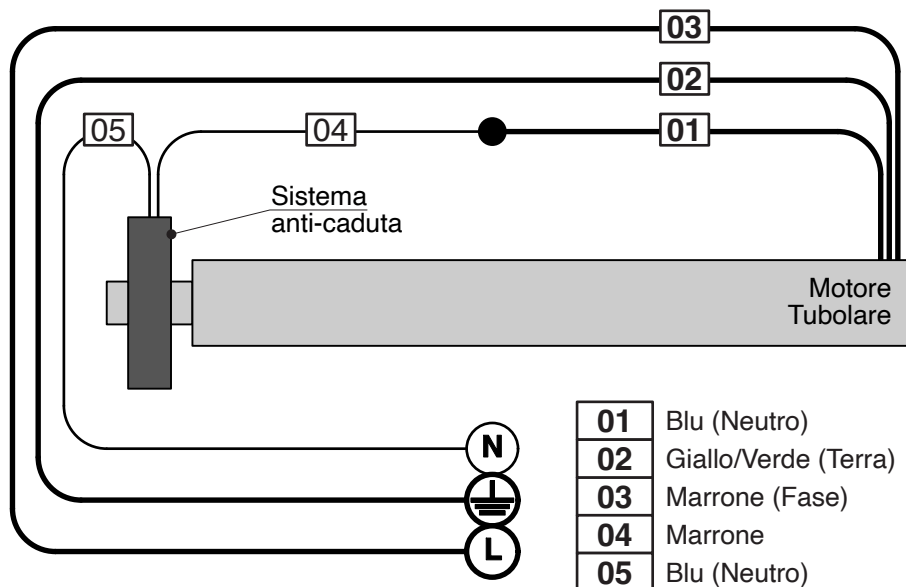 03
02
05
04
01
Sistema
anti-caduta
Motore
Tubolare
N
L
01 Blu (Neutro)
02 Giallo/Verde (Terra)
03 Marrone (Fase)
04 Marrone
05 Blu (Neutro)